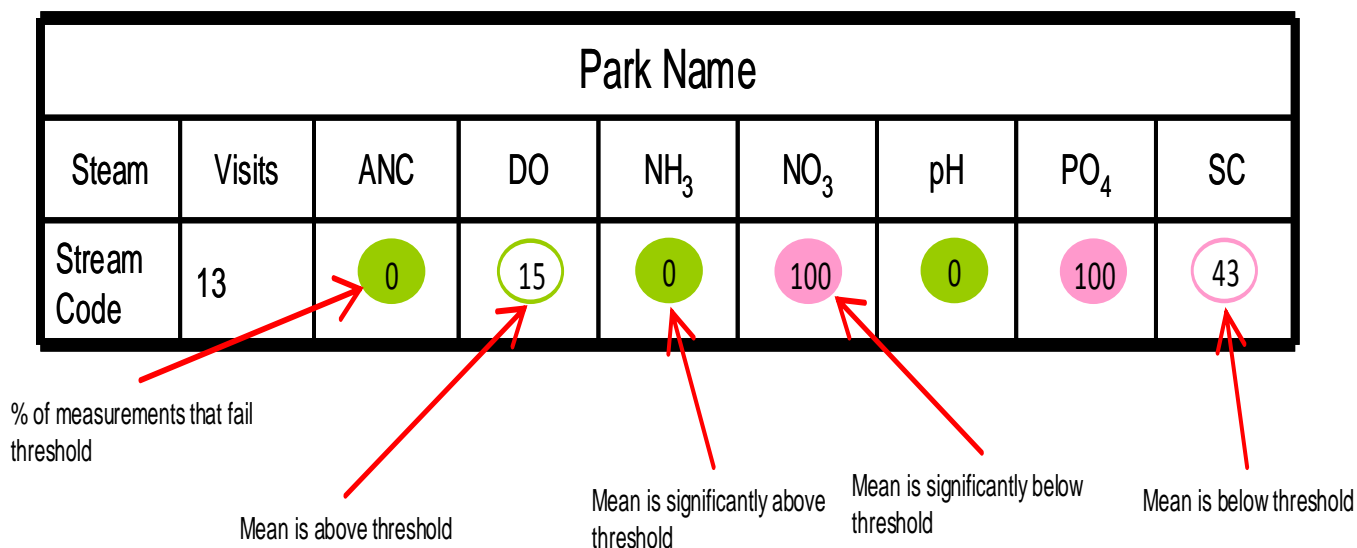 Park Name
Steam Visits ANC DO NH₃ NO₃ pH PO₄ SC
Stream
Code
13 0 15 0 100 0 100 43
% of measurements that fail
threshold
Mean is above threshold
Mean is significantly above
threshold
Mean is significantly below
threshold
Mean is below threshold